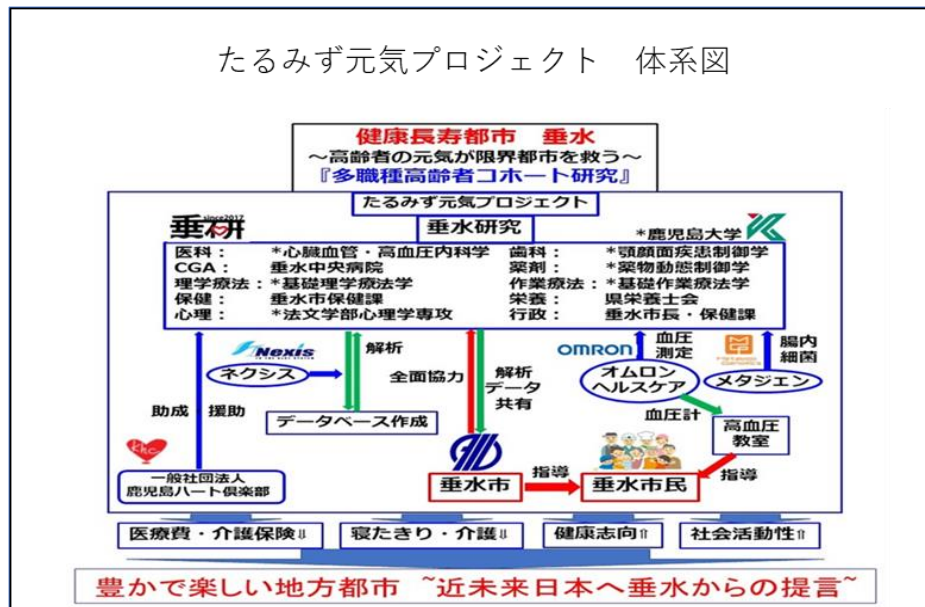 たるみず元気プロジェクト　体系図
健康長寿都市　垂水
～高齢者の元気が限界都市を救う～
『多職種高齢者コホート研究』
たるみず元気プロジェクト
since2017
垂研
垂水研究
*鹿児島大学
医科： *心臓血管・高血圧内科学
歯科： *顎顔面疾患制御学
CGA： 垂水中央病院
薬剤： *薬物動態制御学
理学療法：*基礎理学療法学
作業療法：*基礎作業療法学
保健： 垂水市保健課
栄養： 県栄養士会
心理： *法文学部心理学専攻
行政： 垂水市長・保健課
Nexis
ネクシス
解析
全面協力
解析
データ
共有
OMRON
血圧
測定
オムロン
ヘルスケア
腸内
細菌
メタジェン
助成
援助
データベース作成
血圧計
高血圧
教室
khc
一般社団法人
鹿児島ハート倶楽部
垂水市
指導
垂水市民
指導
医療費・介護保険⇓
寝たきり・介護⇓
健康志向⇑
社会活動性⇑
豊かで楽しい地方都市　~近未来日本へ垂水からの提言~